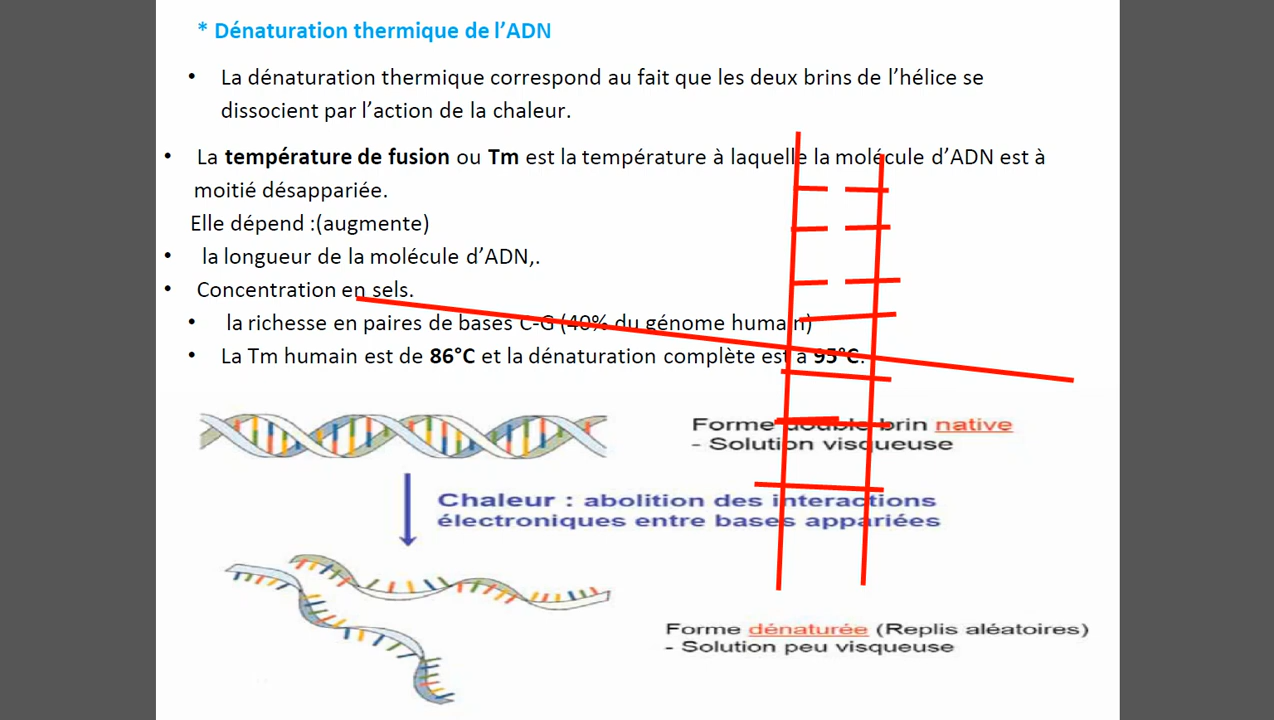 * Dénaturation thermique de l’ADN
• La dénaturation thermique correspond au fait que les deux brins de l’hélice se
dissocient par l’action de la chaleur.
• La température de fusion ou Tm est la température à laquelle la molécule d’ADN est à
moitié désappariée.
Elle dépend :(augmente)
• la longueur de la molécule d’ADN,.
• Concentration en sels.
• la richesse en paires de bases C-G (40% du génome humain)
• La Tm humain est de 86°C et la dénaturation complète est à 95°C.
Forme double brin native
- Solution visqueuse
Chaleur : abolition des interactions
électroniques entre bases appariées
Forme dénaturée (Replis aléatoires)
- Solution peu visqueuse